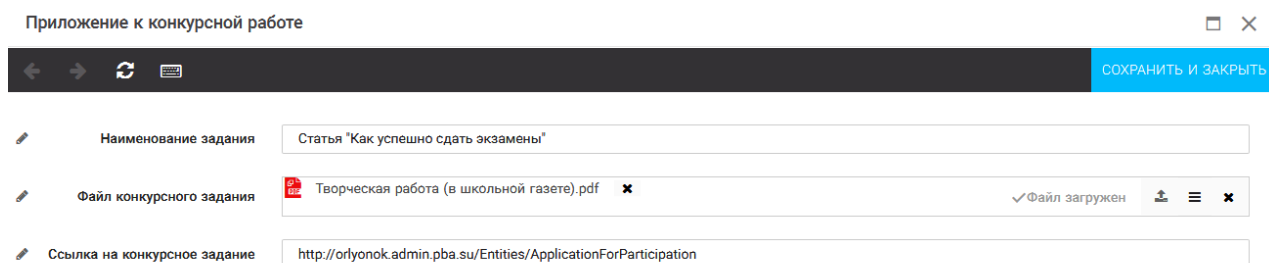 Приложение к конкурсной работе
СОХРАНИТЬ И ЗАКРЫТЬ
Наименование задания Статья "Как успешно сдать экзамены"
Файл конкурсного задания Творческая работа (в школьной газете).pdf Файл загружен
Ссылка на конкурсное задание http://orlyonok.admin.pba.su/Entities/ApplicationForParticipation